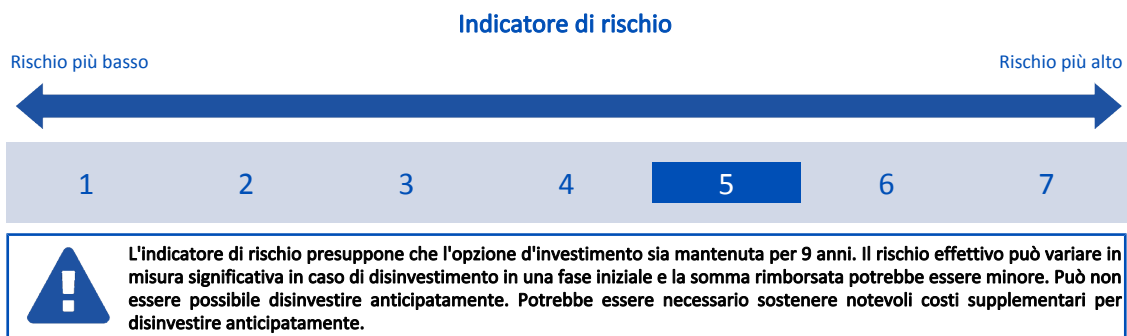 Indicatore di rischio
Rischio più basso
Rischio più alto
1 2 3 4 5 6 7
L'indicatore di rischio presuppone che l'opzione d'investimento sia mantenuta per 9 anni. Il rischio effettivo può variare in
misura significativa in caso di disinvestimento in una fase iniziale e la somma rimborsata potrebbe essere minore. Può non
essere possibile disinvestire anticipatamente. Potrebbe essere necessario sostenere notevoli costi supplementari per
disinvestire anticipatamente.